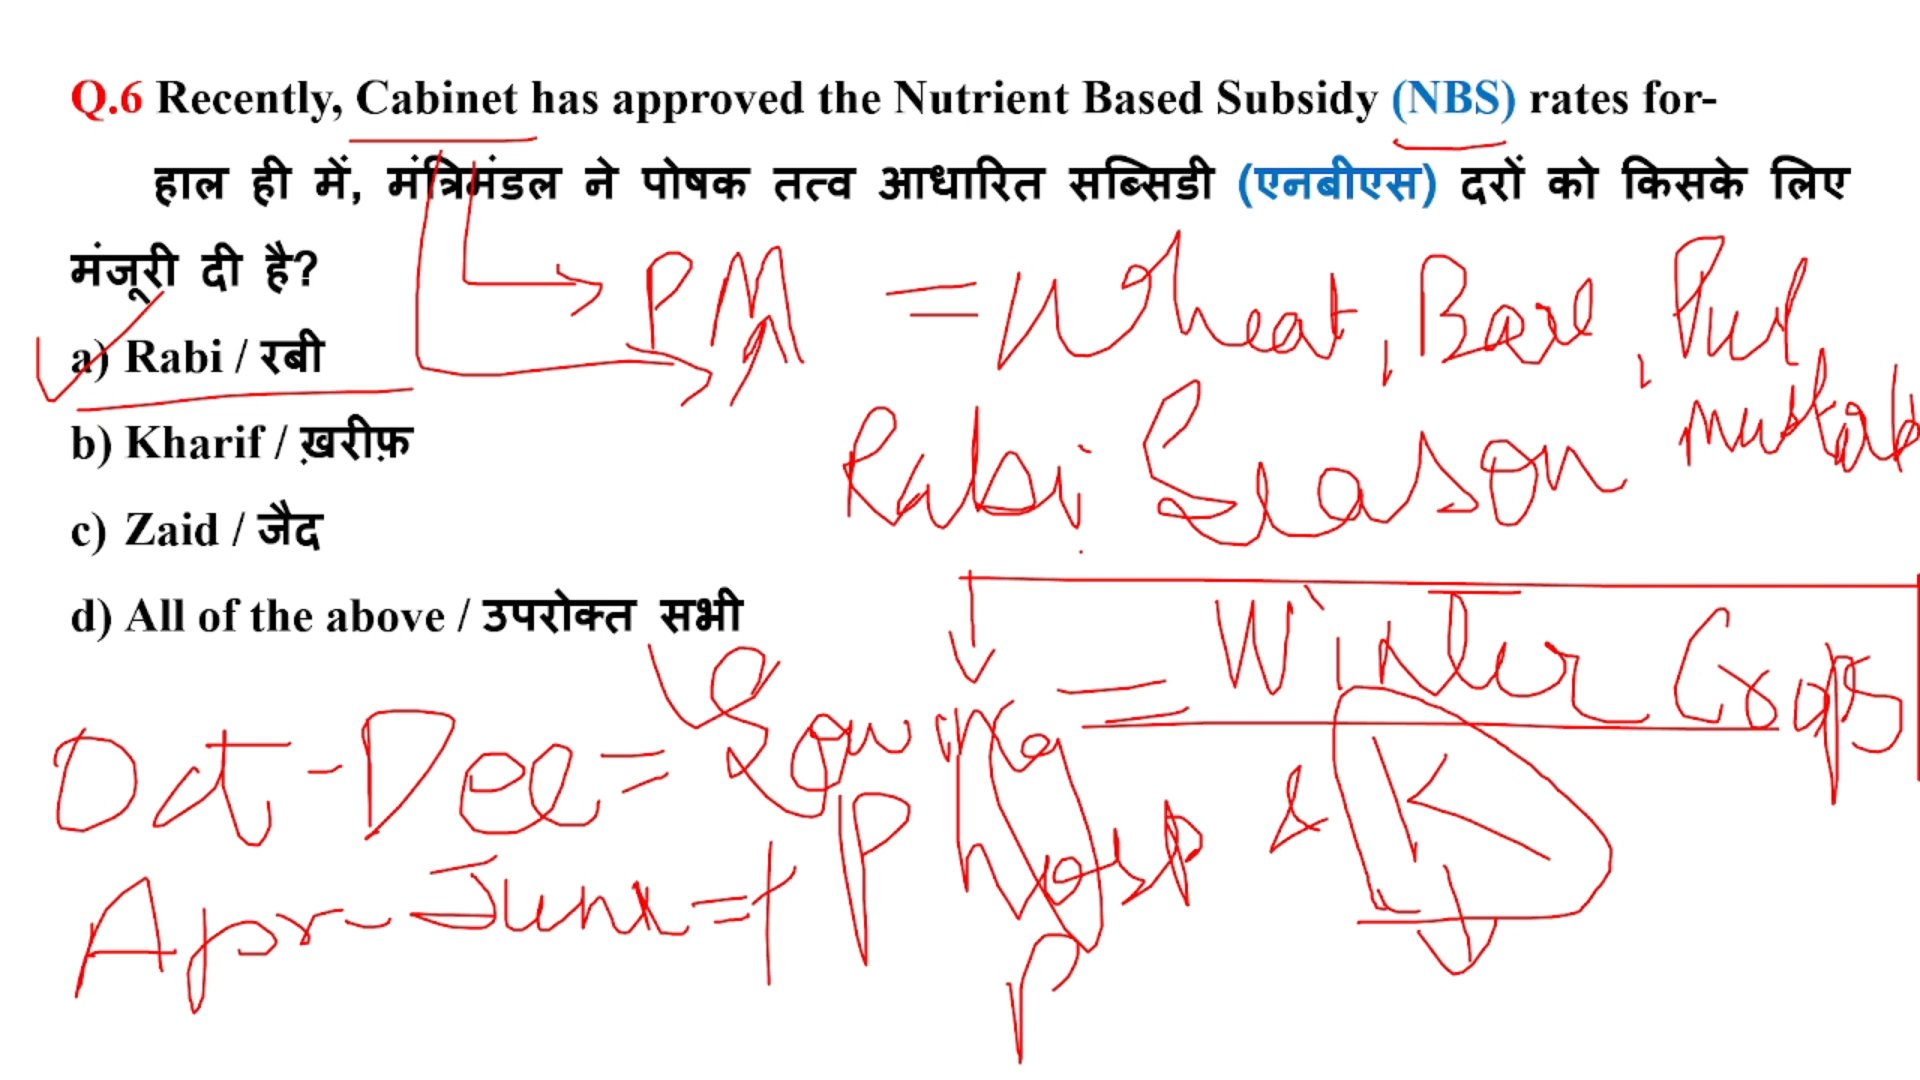 Q.6 Recently, Cabinet has approved the Nutrient Based Subsidy (NBS) rates for-
हाल ही में, मंत्रिमंडल ने पोषक तत्व आधारित सब्सिडी (एनबीएस) दरों को किसके लिए
मंजूरी दी है?
PM = Wheat,
a) Rabi / रबी
Rabi Season
b) Kharif / ख़रीफ़
c) Zaid / जैद
d) All of the above / उपरोक्त सभी
= Winter Crops
Oct - Dec = Sowing
P & K
Apr - June =